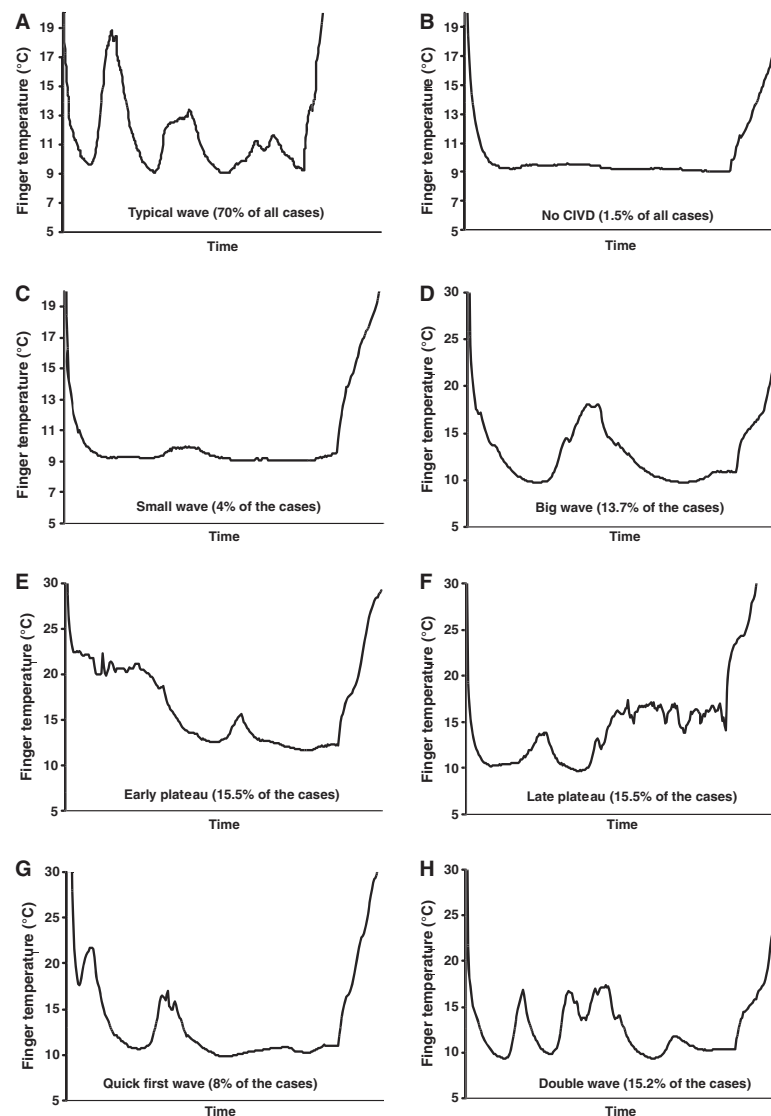 A
Finger temperature (°C)
19
17
15
13
11
9
7
5
Typical wave (70% of all cases)
Time
B
Finger temperature (°C)
19
17
15
13
11
9
7
5
No CIVD (1.5% of all cases)
Time
C
Finger temperature (°C)
19
17
15
13
11
9
7
5
Small wave (4% of the cases)
Time
D
Finger temperature (°C)
30
25
20
15
10
5
Big wave (13.7% of the cases)
Time
E
Finger temperature (°C)
30
25
20
15
10
5
Early plateau (15.5% of the cases)
Time
F
Finger temperature (°C)
30
25
20
15
10
5
Late plateau (15.5% of the cases)
Time
G
Finger temperature (°C)
30
25
20
15
10
5
Quick first wave (8% of the cases)
Time
H
Finger temperature (°C)
30
25
20
15
10
5
Double wave (15.2% of the cases)
Time